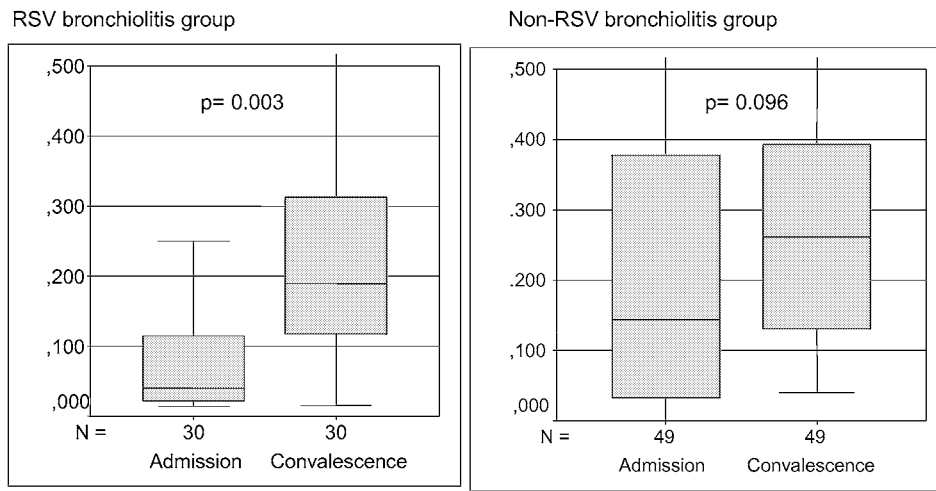 RSV bronchiolitis group
,500
p= 0.003
,400
,300
,200
,100
,000
N = 30 30
Admission Convalescence
Non-RSV bronchiolitis group
,500
p= 0.096
,400
.300
.200
,100
,000
N = 49 49
Admission Convalescence